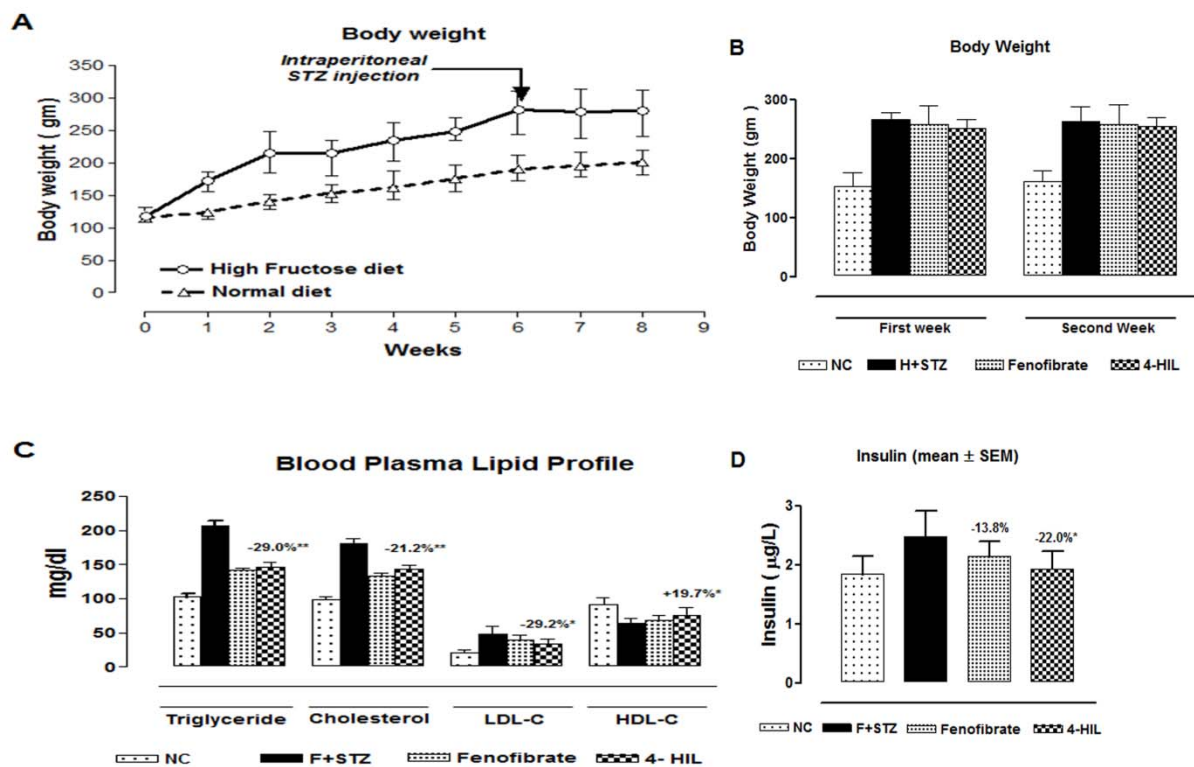 A
Body weight
Intraperitoneal
STZ injection
Body weight ( gm)
350
300
250
200
150
100
50
0
High Fructose diet
Normal diet
0 1 2 3 4 5 6 7 8 9
Weeks
B
Body Weight
Body Weight (gm )
300
200
100
0
First week Second Week
NC H+STZ Fenofibrate 4-HIL
C
Blood Plasma Lipid Profile
mg/dl
250
200
150
100
50
0
-29.0%** -21.2%** -29.2%* +19.7%*
Triglyceride Cholesterol LDL-C HDL-C
NC F+STZ Fenofibrate 4- HIL
D
Insulin (mean ± SEM)
Insulin ( µg/L)
3
2
1
0
-13.8% -22.0%*
NC F+STZ Fenofibrate 4-HIL